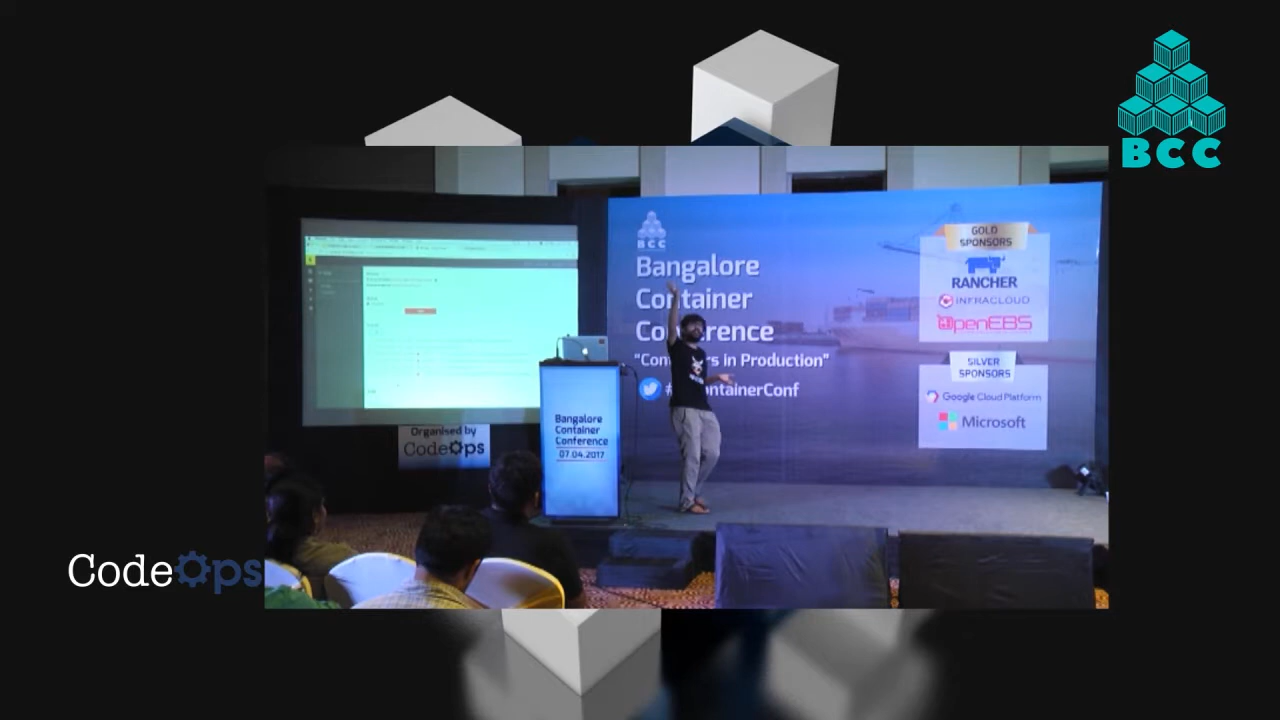 BCC
BCC
Bangalore
Container
"Con
rs in Production"
ontainerConf
GOLD
SPONSORS
RANCHER
INFRACLOUD
OpenEBS
SILVER
SPONSORS
Google Cloud Platform
Microsoft
Organised by
CodeOps
Bangalore
Container
Conference
07.04.2017
CodeOps